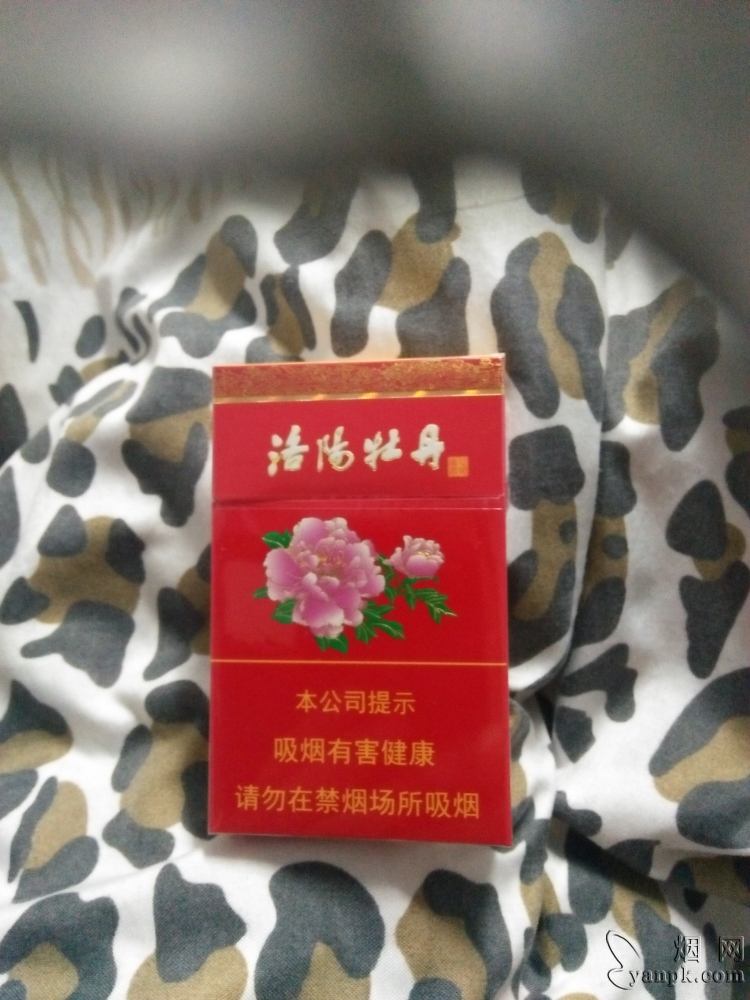 洛陽牡丹
本公司提示
吸烟有害健康
请勿在禁烟场所吸烟
烟网
yanpk.com